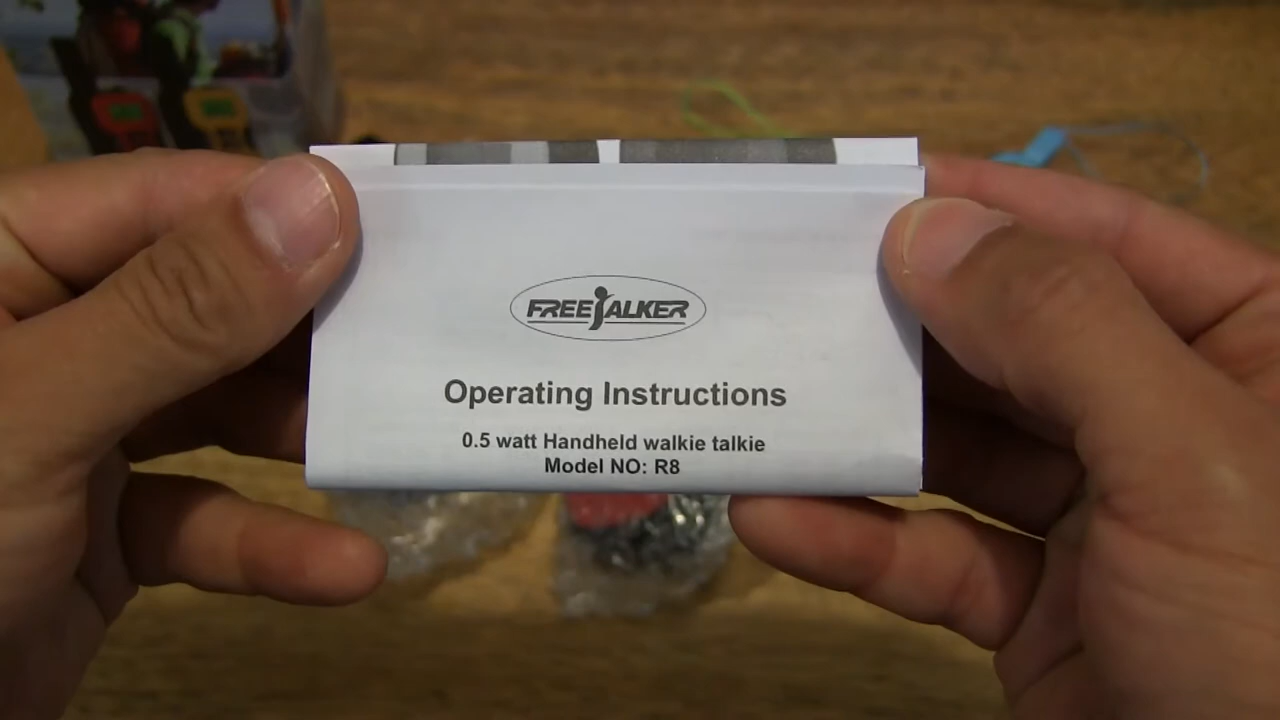 FREETALKER
Operating Instructions
0.5 watt Handheld walkie talkie
Model NO: R8